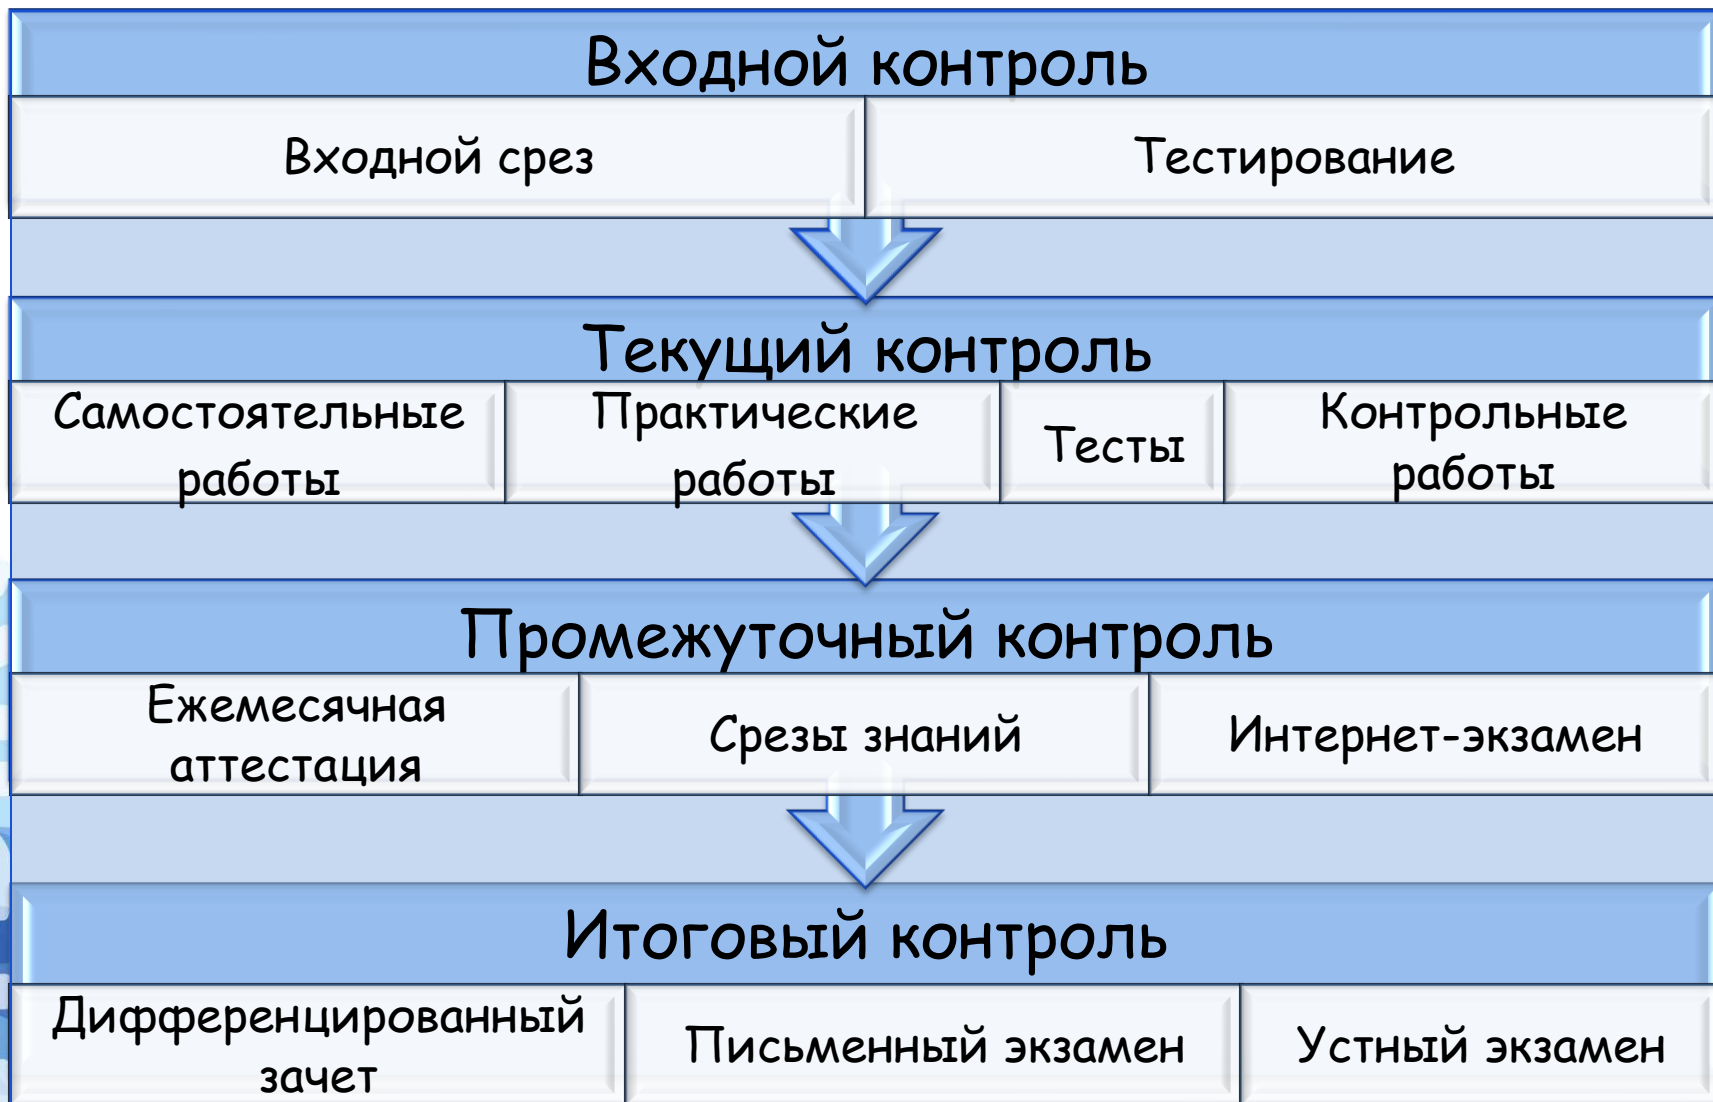 Входной контроль
Входной срез
Тестирование
Текущий контроль
Самостоятельные
работы
Практические
работы
Тесты
Контрольные
работы
Промежуточный контроль
Ежемесячная
аттестация
Срезы знаний
Интернет-экзамен
Итоговый контроль
Дифференцированный
зачет
Письменный экзамен
Устный экзамен